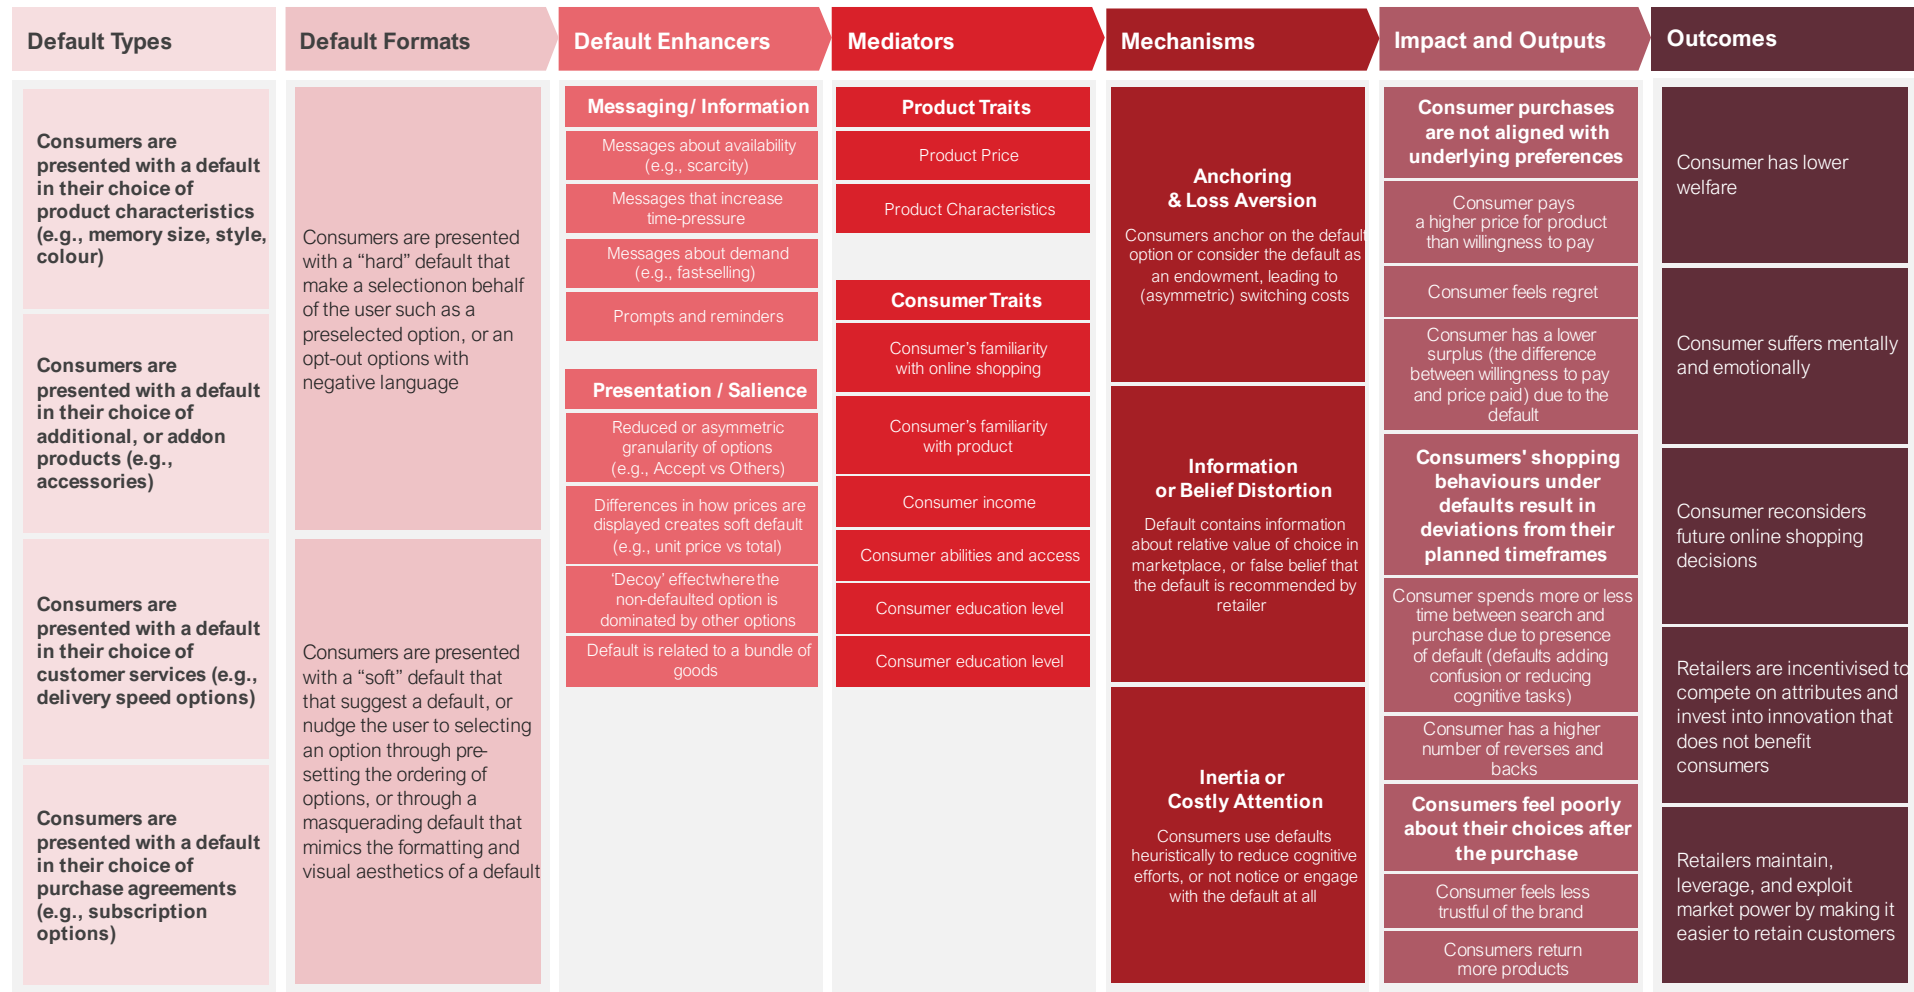 Default Types
Default Formats
Default Enhancers
Mediators
Mechanisms
Impact and Outputs
Outcomes
Consumers are
presented with a default
in their choice of
product characteristics
(e.g., memory size, style,
colour)
Consumers are
presented with a default
in their choice of
additional, or addon
products (e.g.,
accessories)
Consumers are
presented with a default
in their choice of
customer services (e.g.,
delivery speed options)
Consumers are
presented with a default
in their choice of
purchase agreements
(e.g., subscription
options)
Consumers are presented
with a “hard” default that
make a selectionon behalf
of the user such as a
preselected option, or an
opt-out options with
negative language
Consumers are presented
with a “soft” default that
that suggest a default, or
nudge the user to selecting
an option through pre-
setting the ordering of
options, or through a
masquerading default that
mimics the formatting and
visual aesthetics of a default
Messaging/ Information
Messages about availability
(e.g., scarcity)
Messages that increase
time-pressure
Messages about demand
(e.g., fast-selling)
Prompts and reminders
Presentation / Salience
Reduced or asymmetric
granularity of options
(e.g., Accept vs Others)
Differences in how prices are
displayed creates soft default
(e.g., unit price vs total)
‘Decoy’ effectwhere the
non-defaulted option is
dominated by other options
Default is related to a bundle of
goods
Product Traits
Product Price
Product Characteristics
Consumer Traits
Consumer’s familiarity
with online shopping
Consumer’s familiarity
with product
Consumer income
Consumer abilities and access
Consumer education level
Consumer education level
Anchoring
& Loss Aversion
Consumers anchor on the default
option or consider the default as
an endowment, leading to
(asymmetric) switching costs
Information
or Belief Distortion
Default contains information
about relative value of choice in
marketplace, or false belief that
the default is recommended by
retailer
Inertia or
Costly Attention
Consumers use defaults
heuristically to reduce cognitive
efforts, or not notice or engage
with the default at all
Consumer purchases
are not aligned with
underlying preferences
Consumer pays
a higher price for product
than willingness to pay
Consumer feels regret
Consumer has a lower
surplus (the difference
between willingness to pay
and price paid) due to the
default
Consumers' shopping
behaviours under
defaults result in
deviations from their
planned timeframes
Consumer spends more or less
time between search and
purchase due to presence
of default (defaults adding
confusion or reducing
cognitive tasks)
Consumer has a higher
number of reverses and
backs
Consumers feel poorly
about their choices after
the purchase
Consumer feels less
trustful of the brand
Consumers return
more products
Consumer has lower
welfare
Consumer suffers mentally
and emotionally
Consumer reconsiders
future online shopping
decisions
Retailers are incentivised to
compete on attributes and
invest into innovation that
does not benefit
consumers
Retailers maintain,
leverage, and exploit
market power by making it
easier to retain customers